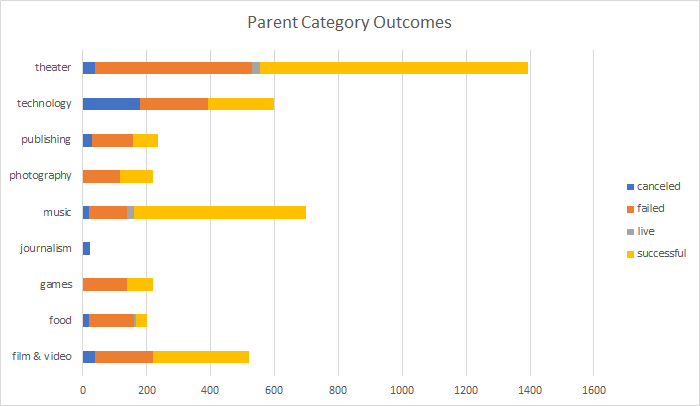 Parent Category Outcomes
theater
technology
publishing
photography
music
journalism
games
food
film & video
0 200 400 600 800 1000 1200 1400 1600
canceled
failed
live
successful